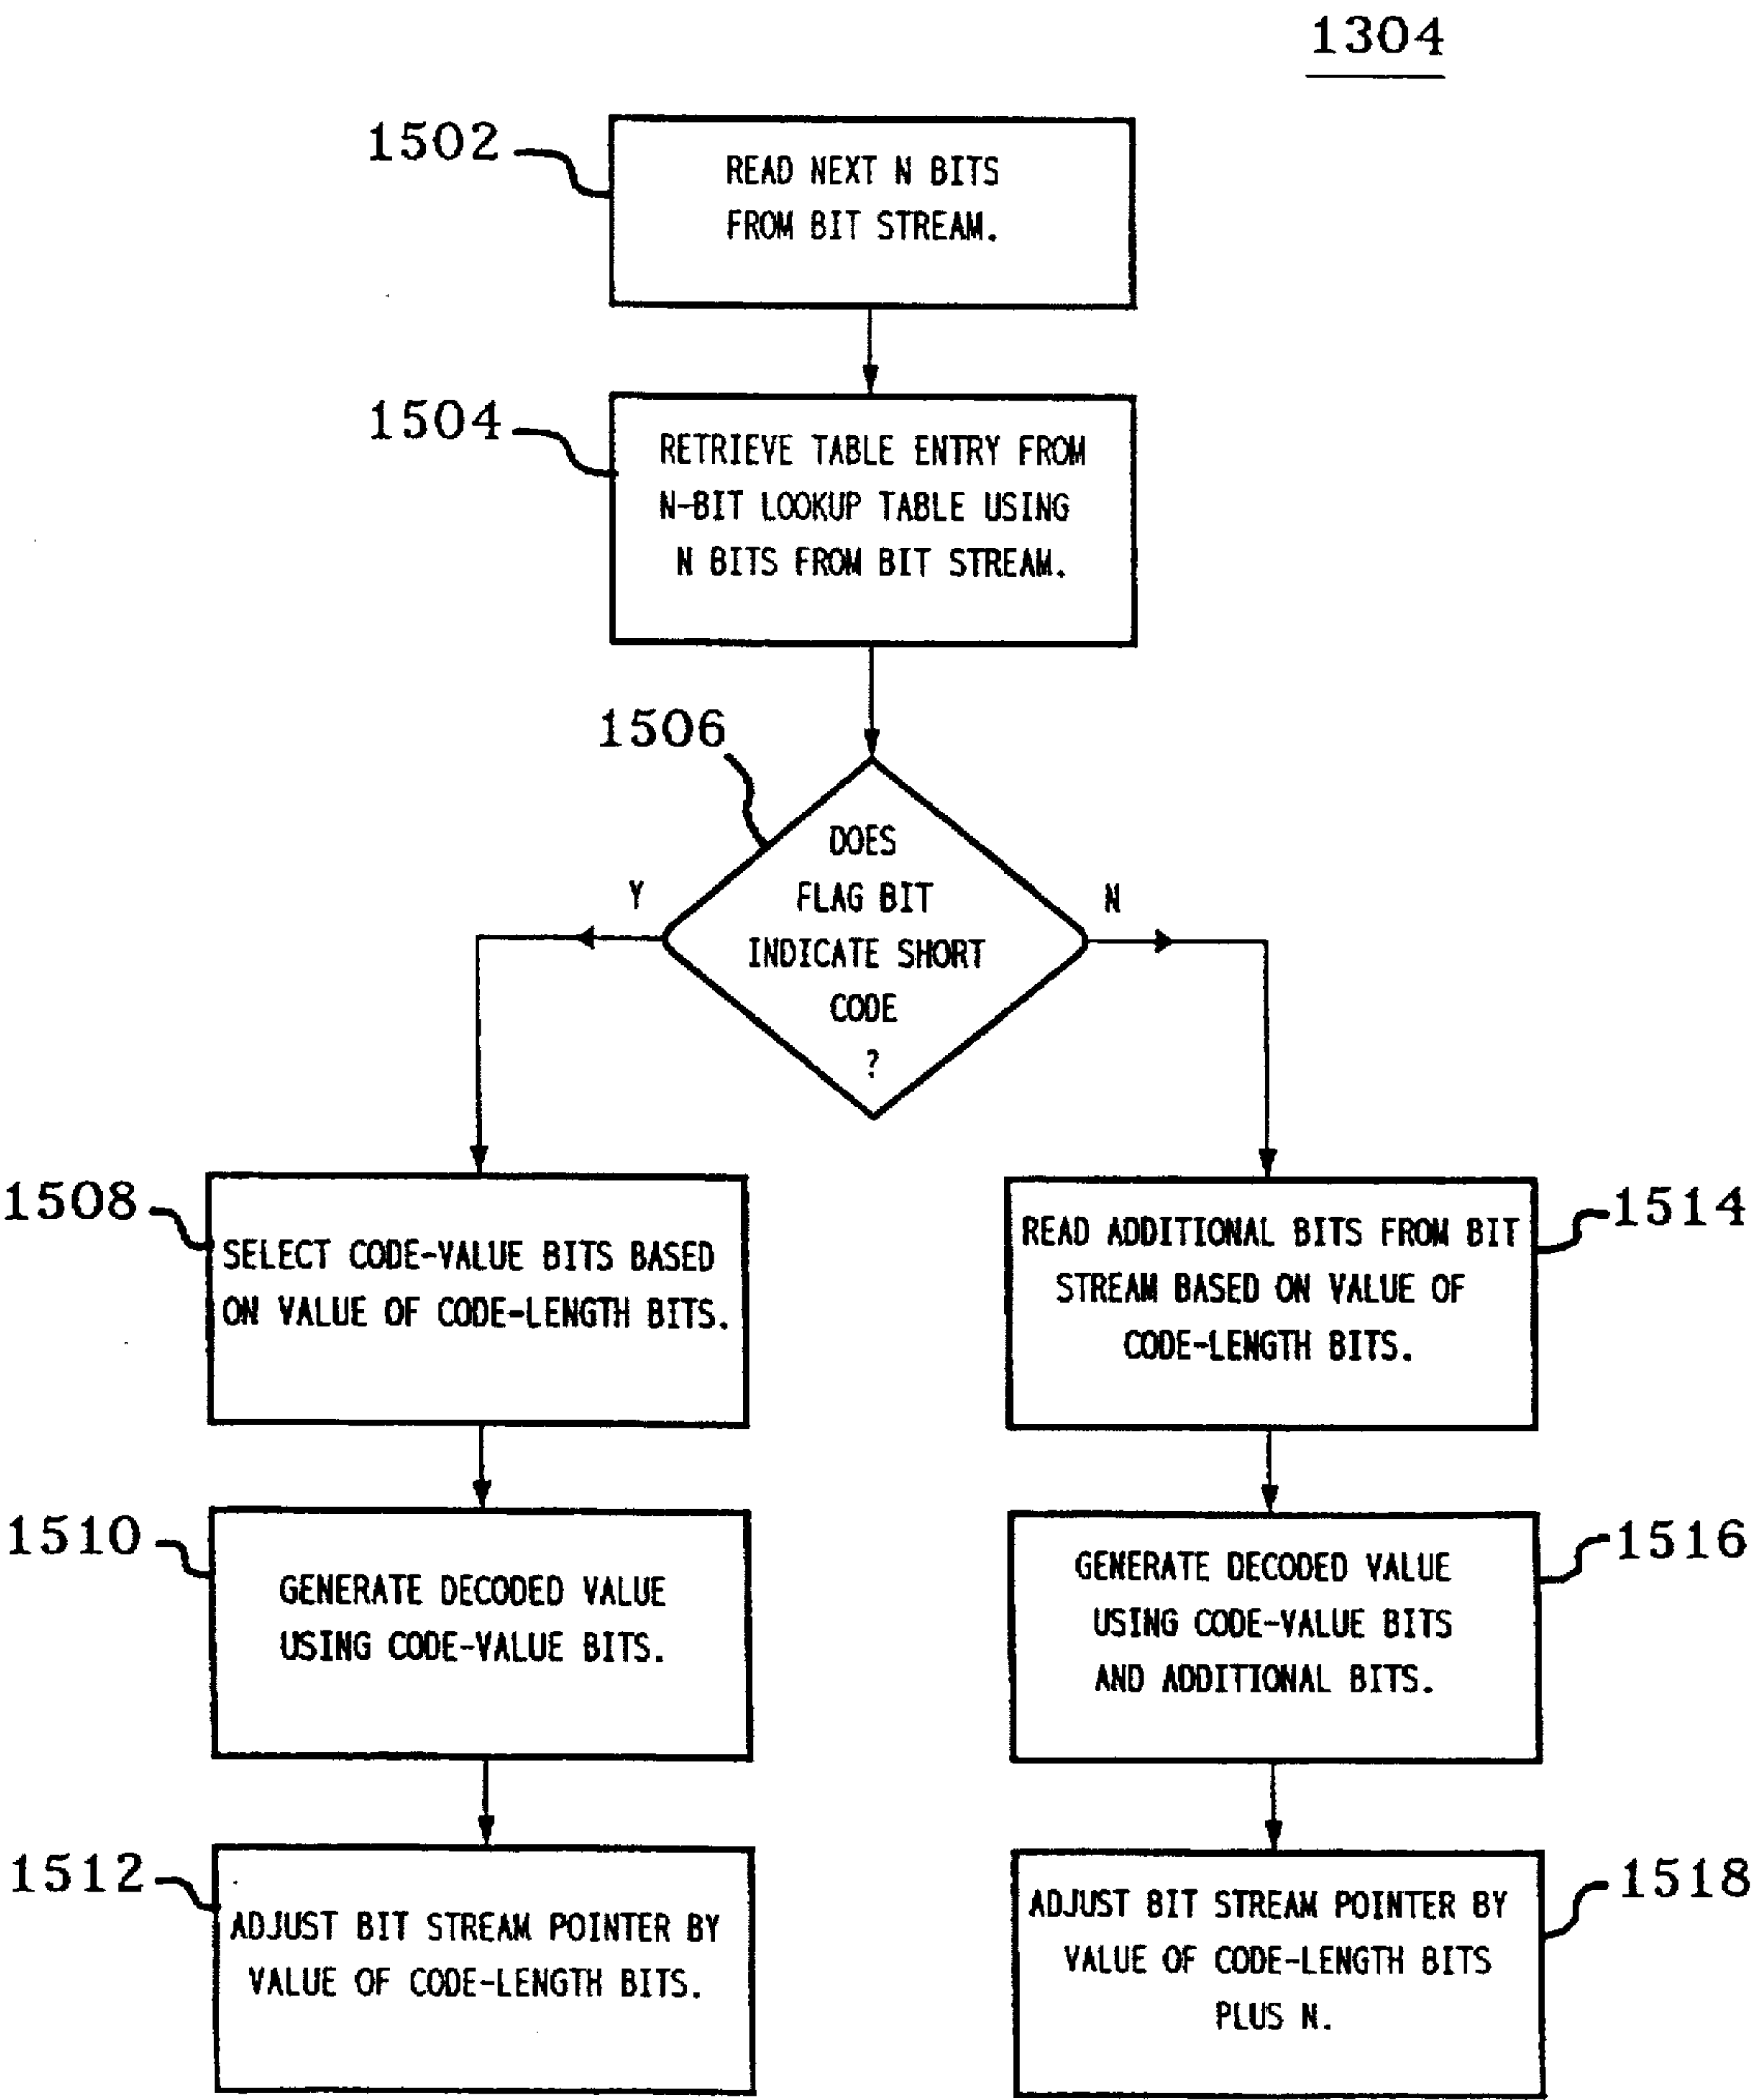 1304
1502
READ NEXT N BITS
FROM BIT STREAM.
1504
RETRIEVE TABLE ENTRY FROM
N-BIT LOOKUP TABLE USING
N BITS FROM BIT STREAM.
1506
DOES
FLAG BIT
INDICATE SHORT
CODE
?
Y
N
1508
SELECT CODE-VALUE BITS BASED
ON VALUE OF CODE-LENGTH BITS.
1514
READ ADDITIONAL BITS FROM BIT
STREAM BASED ON VALUE OF
CODE-LENGTH BITS.
1510
GENERATE DECODED VALUE
USING CODE-VALUE BITS.
1516
GENERATE DECODED VALUE
USING CODE-VALUE BITS
AND ADDITIONAL BITS.
1512
ADJUST BIT STREAM POINTER BY
VALUE OF CODE-LENGTH BITS.
1518
ADJUST BIT STREAM POINTER BY
VALUE OF CODE-LENGTH BITS
PLUS N.